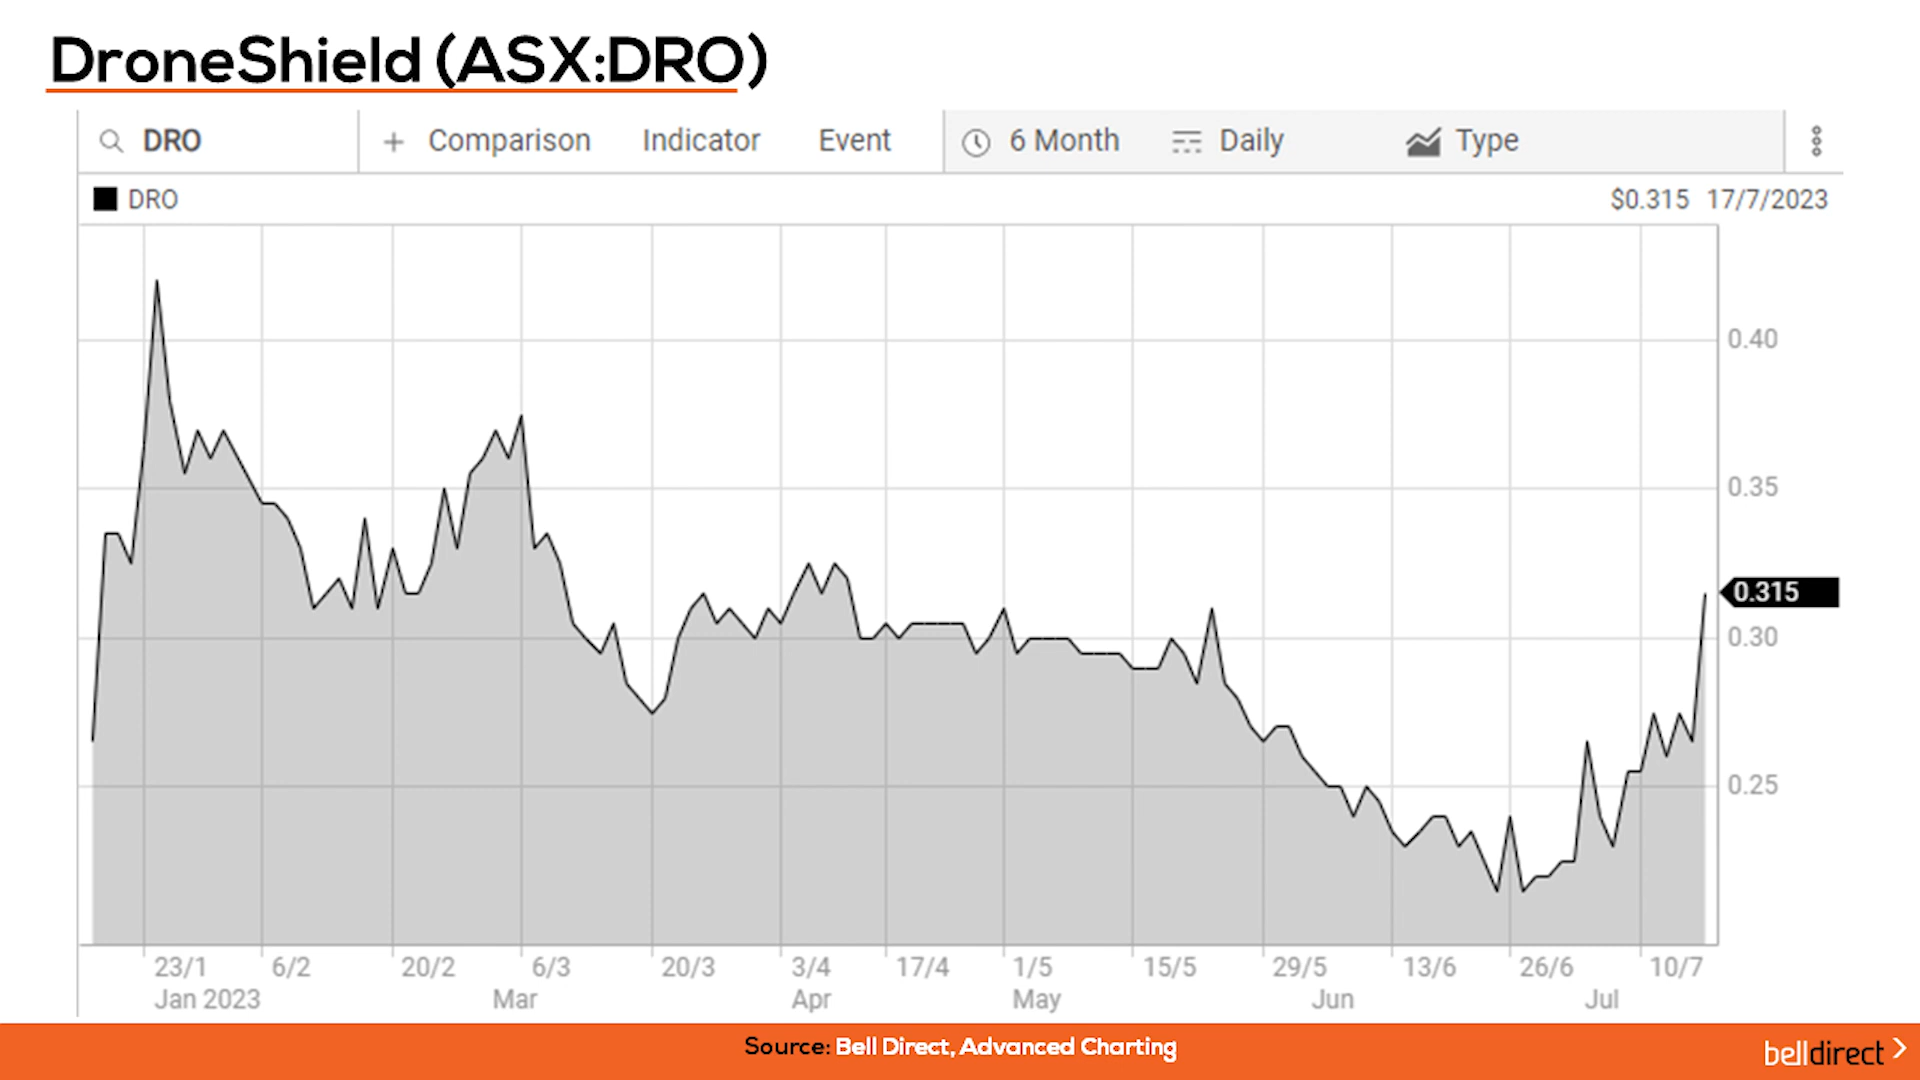 DroneShield (ASX:DRO)
DRO + Comparison Indicator Event 6 Month Daily Type
DRO $0.315 17/7/2023
0.40
0.35
0.315
0.30
0.25
23/1 6/2 20/2 6/3 20/3 3/4 17/4 1/5 15/5 29/5 13/6 26/6 10/7
Jan 2023 Mar Apr May Jun Jul
Source: Bell Direct, Advanced Charting
belldirect